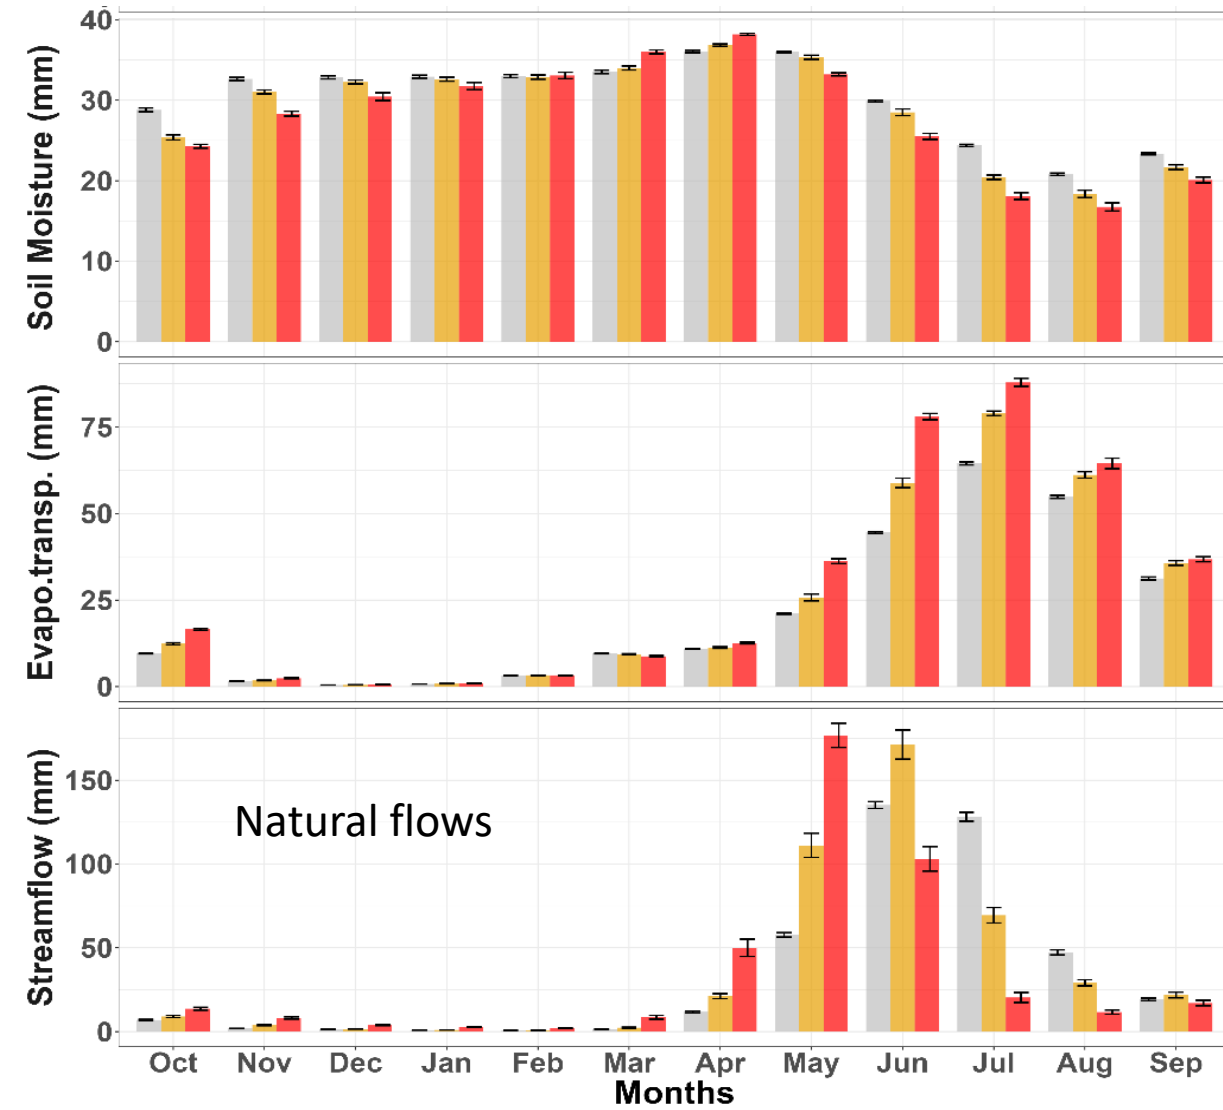 Soil Moisture (mm)
40
30
20
10
0
Evapo.transp. (mm)
75
50
25
0
Streamflow (mm)
150
100
50
0
Natural flows
Oct Nov Dec Jan Feb Mar Apr May Jun Jul Aug Sep
Months